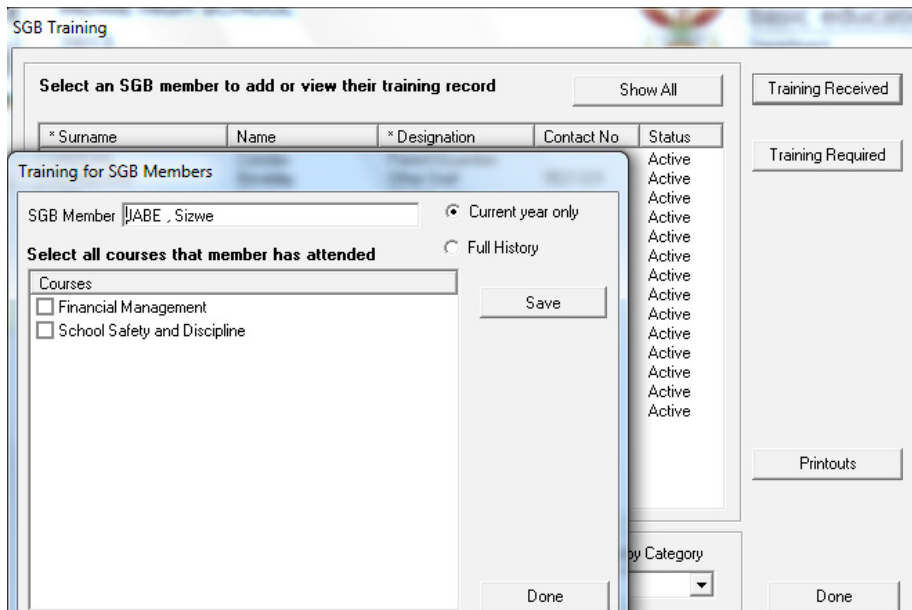 SGB Training
Select an SGB member to add or view their training record
Show All
Training Received
* Surname
Name
* Designation
Contact No
Status
Training Required
Active
Active
Active
Active
Active
Active
Active
Active
Active
Active
Active
Active
Active
Active
Training for SGB Members
SGB Member
JABE , Sizwe
Current year only
Full History
Select all courses that member has attended
Courses
Financial Management
School Safety and Discipline
Save
Done
Printouts
by Category
Done